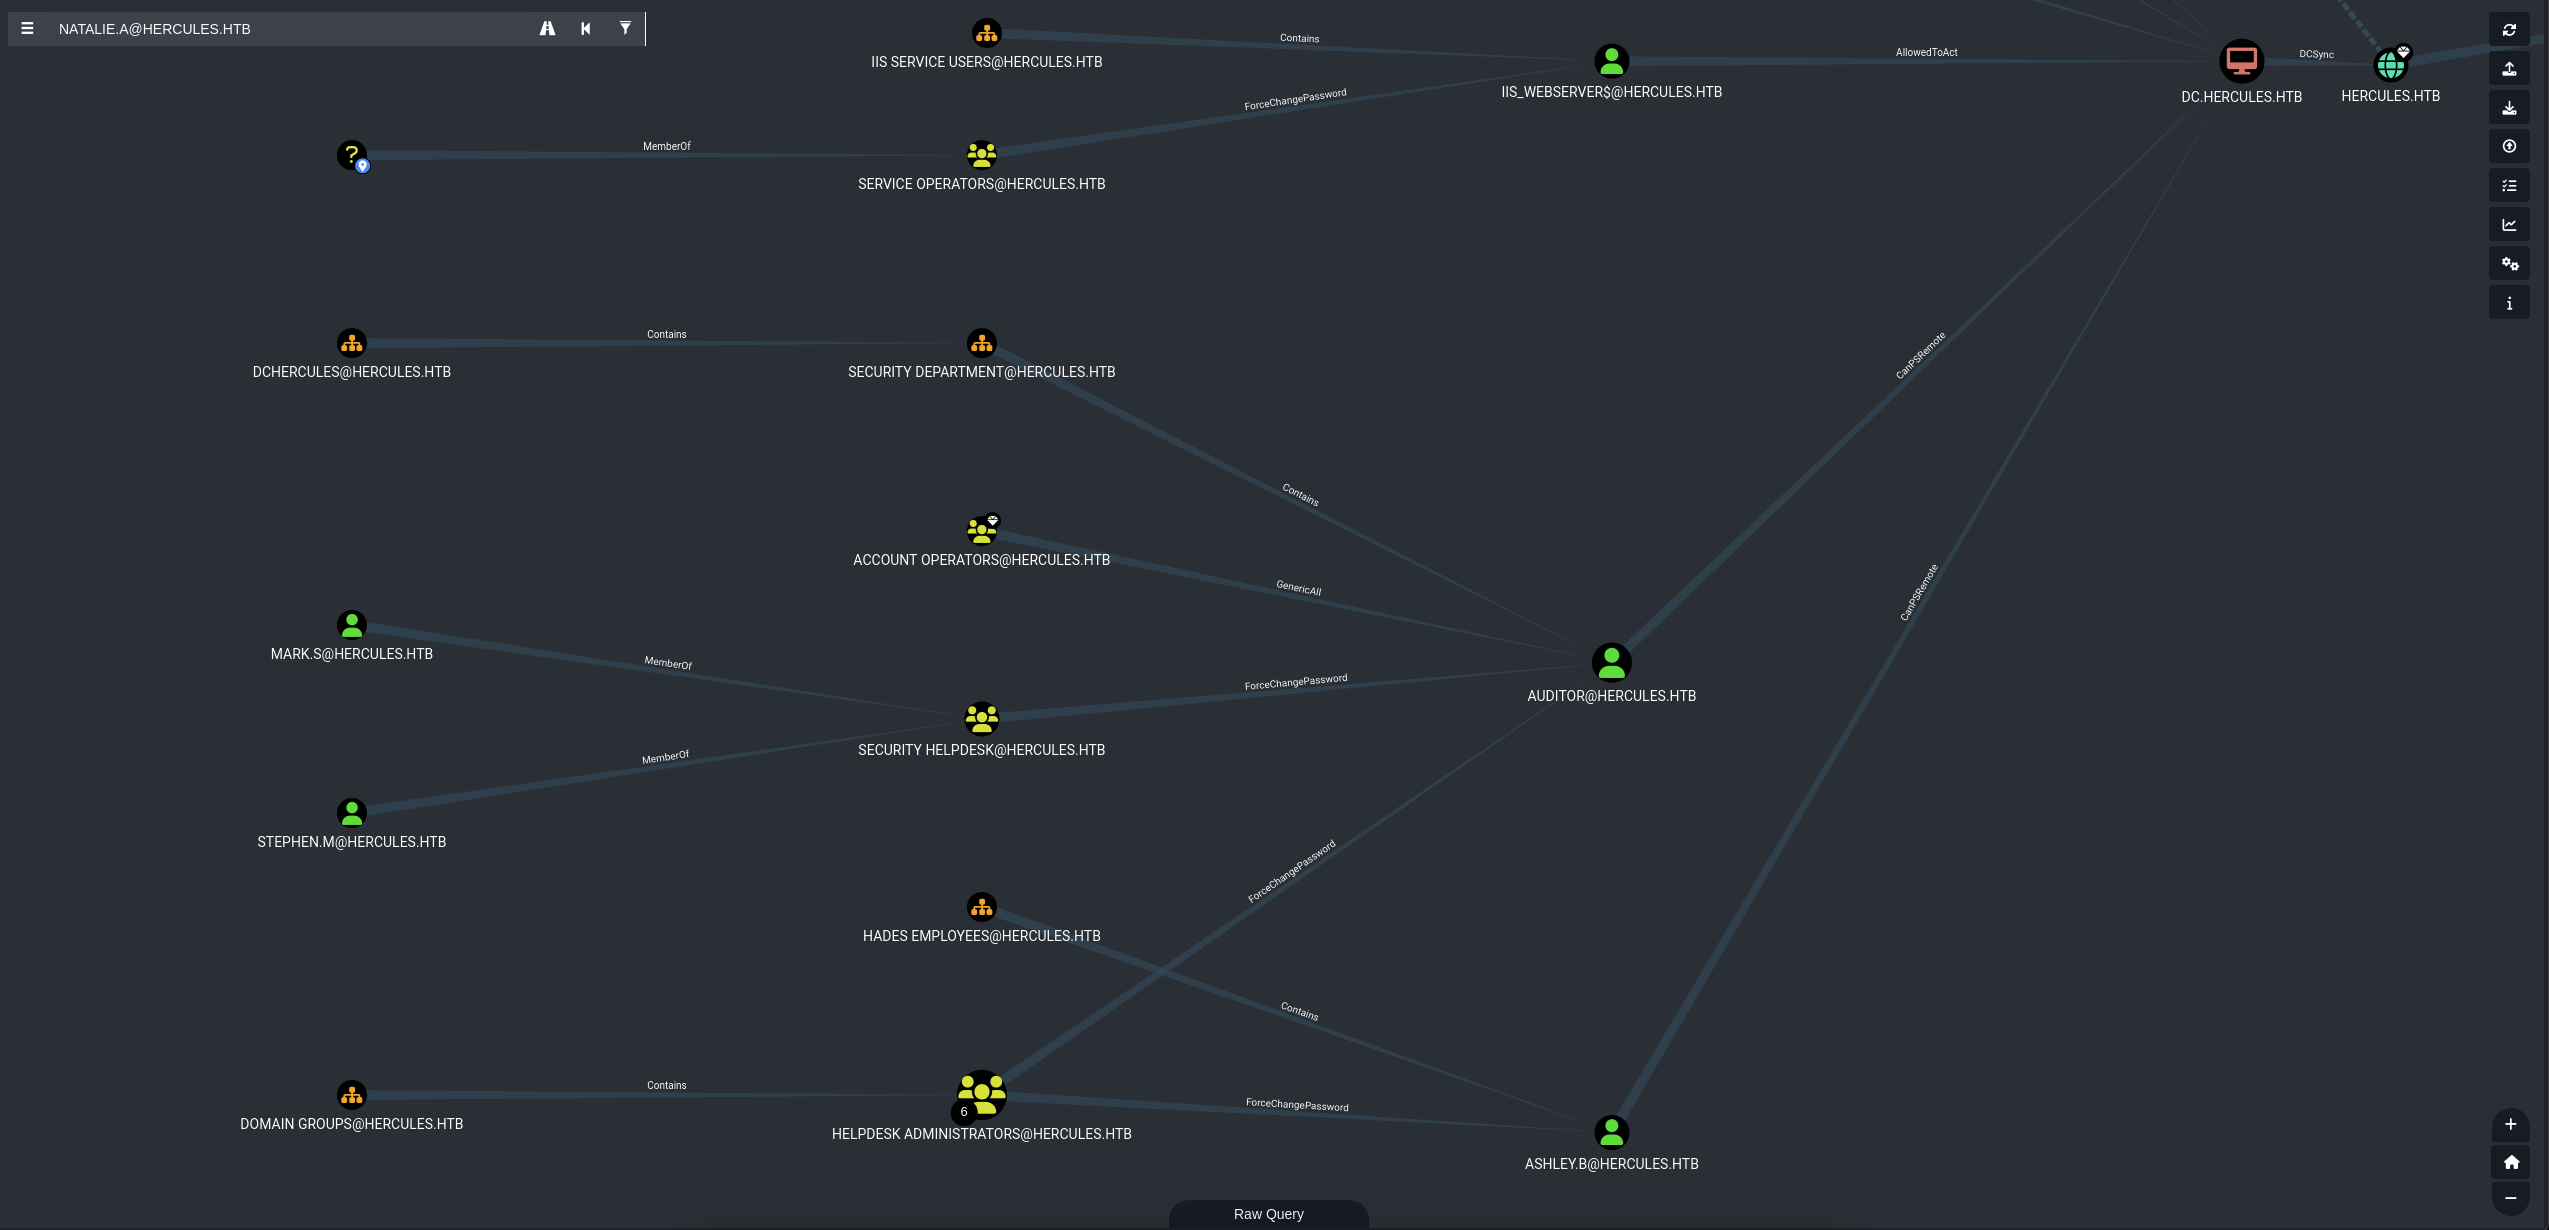 NATALIE.A@HERCULES.HTB
Contains
IIS SERVICE USERS@HERCULES.HTB
AllowedToAct
DCSync
ForceChangePassword
IIS_WEBSERVER$@HERCULES.HTB
DC.HERCULES.HTB
HERCULES.HTB
?
MemberOf
SERVICE OPERATORS@HERCULES.HTB
Contains
DCHERCULES@HERCULES.HTB
SECURITY DEPARTMENT@HERCULES.HTB
CanPSRemote
Contains
ACCOUNT OPERATORS@HERCULES.HTB
GenericAll
CanPSRemote
MARK.S@HERCULES.HTB
MemberOf
ForceChangePassword
AUDITOR@HERCULES.HTB
SECURITY HELPDESK@HERCULES.HTB
MemberOf
STEPHEN.M@HERCULES.HTB
ForceChangePassword
HADES EMPLOYEES@HERCULES.HTB
Contains
Contains
6
ForceChangePassword
DOMAIN GROUPS@HERCULES.HTB
HELPDESK ADMINISTRATORS@HERCULES.HTB
ASHLEY.B@HERCULES.HTB
Raw Query